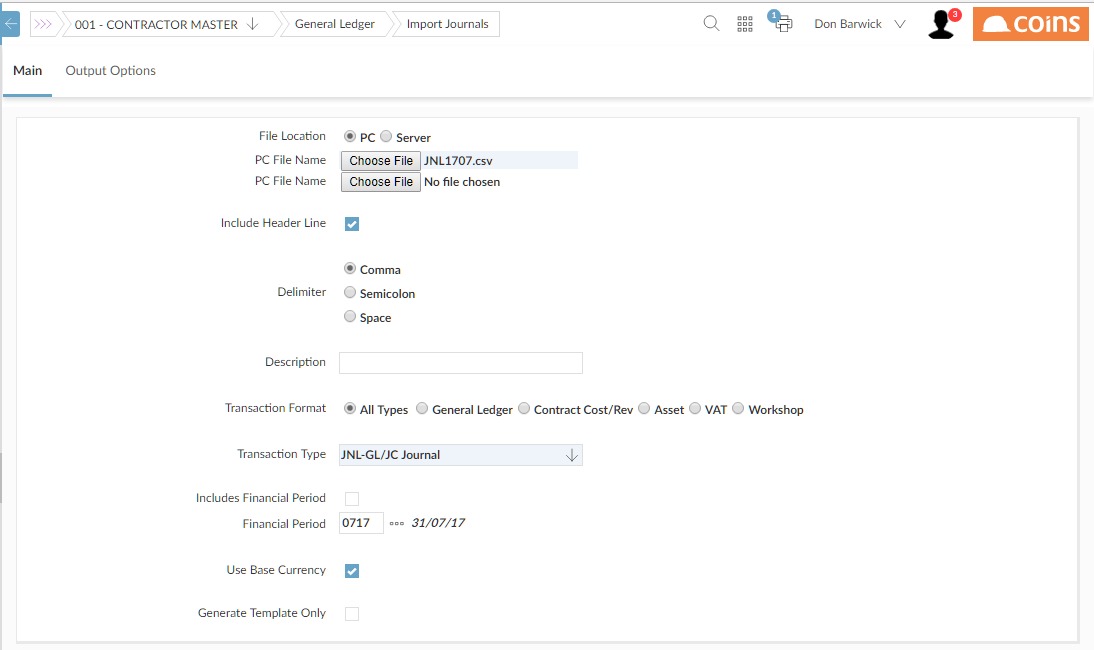 001 - CONTRACTOR MASTER General Ledger Import Journals 1 Don Barwick 3 coins
Main Output Options
File Location PC Server
PC File Name Choose File JNL1707.csv
PC File Name Choose File No file chosen
Include Header Line
Comma
Delimiter Semicolon
Space
Description
Transaction Format All Types General Ledger Contract Cost/Rev Asset VAT Workshop
Transaction Type JNL-GL/JC Journal
Includes Financial Period
Financial Period 0717 31/07/17
Use Base Currency
Generate Template Only